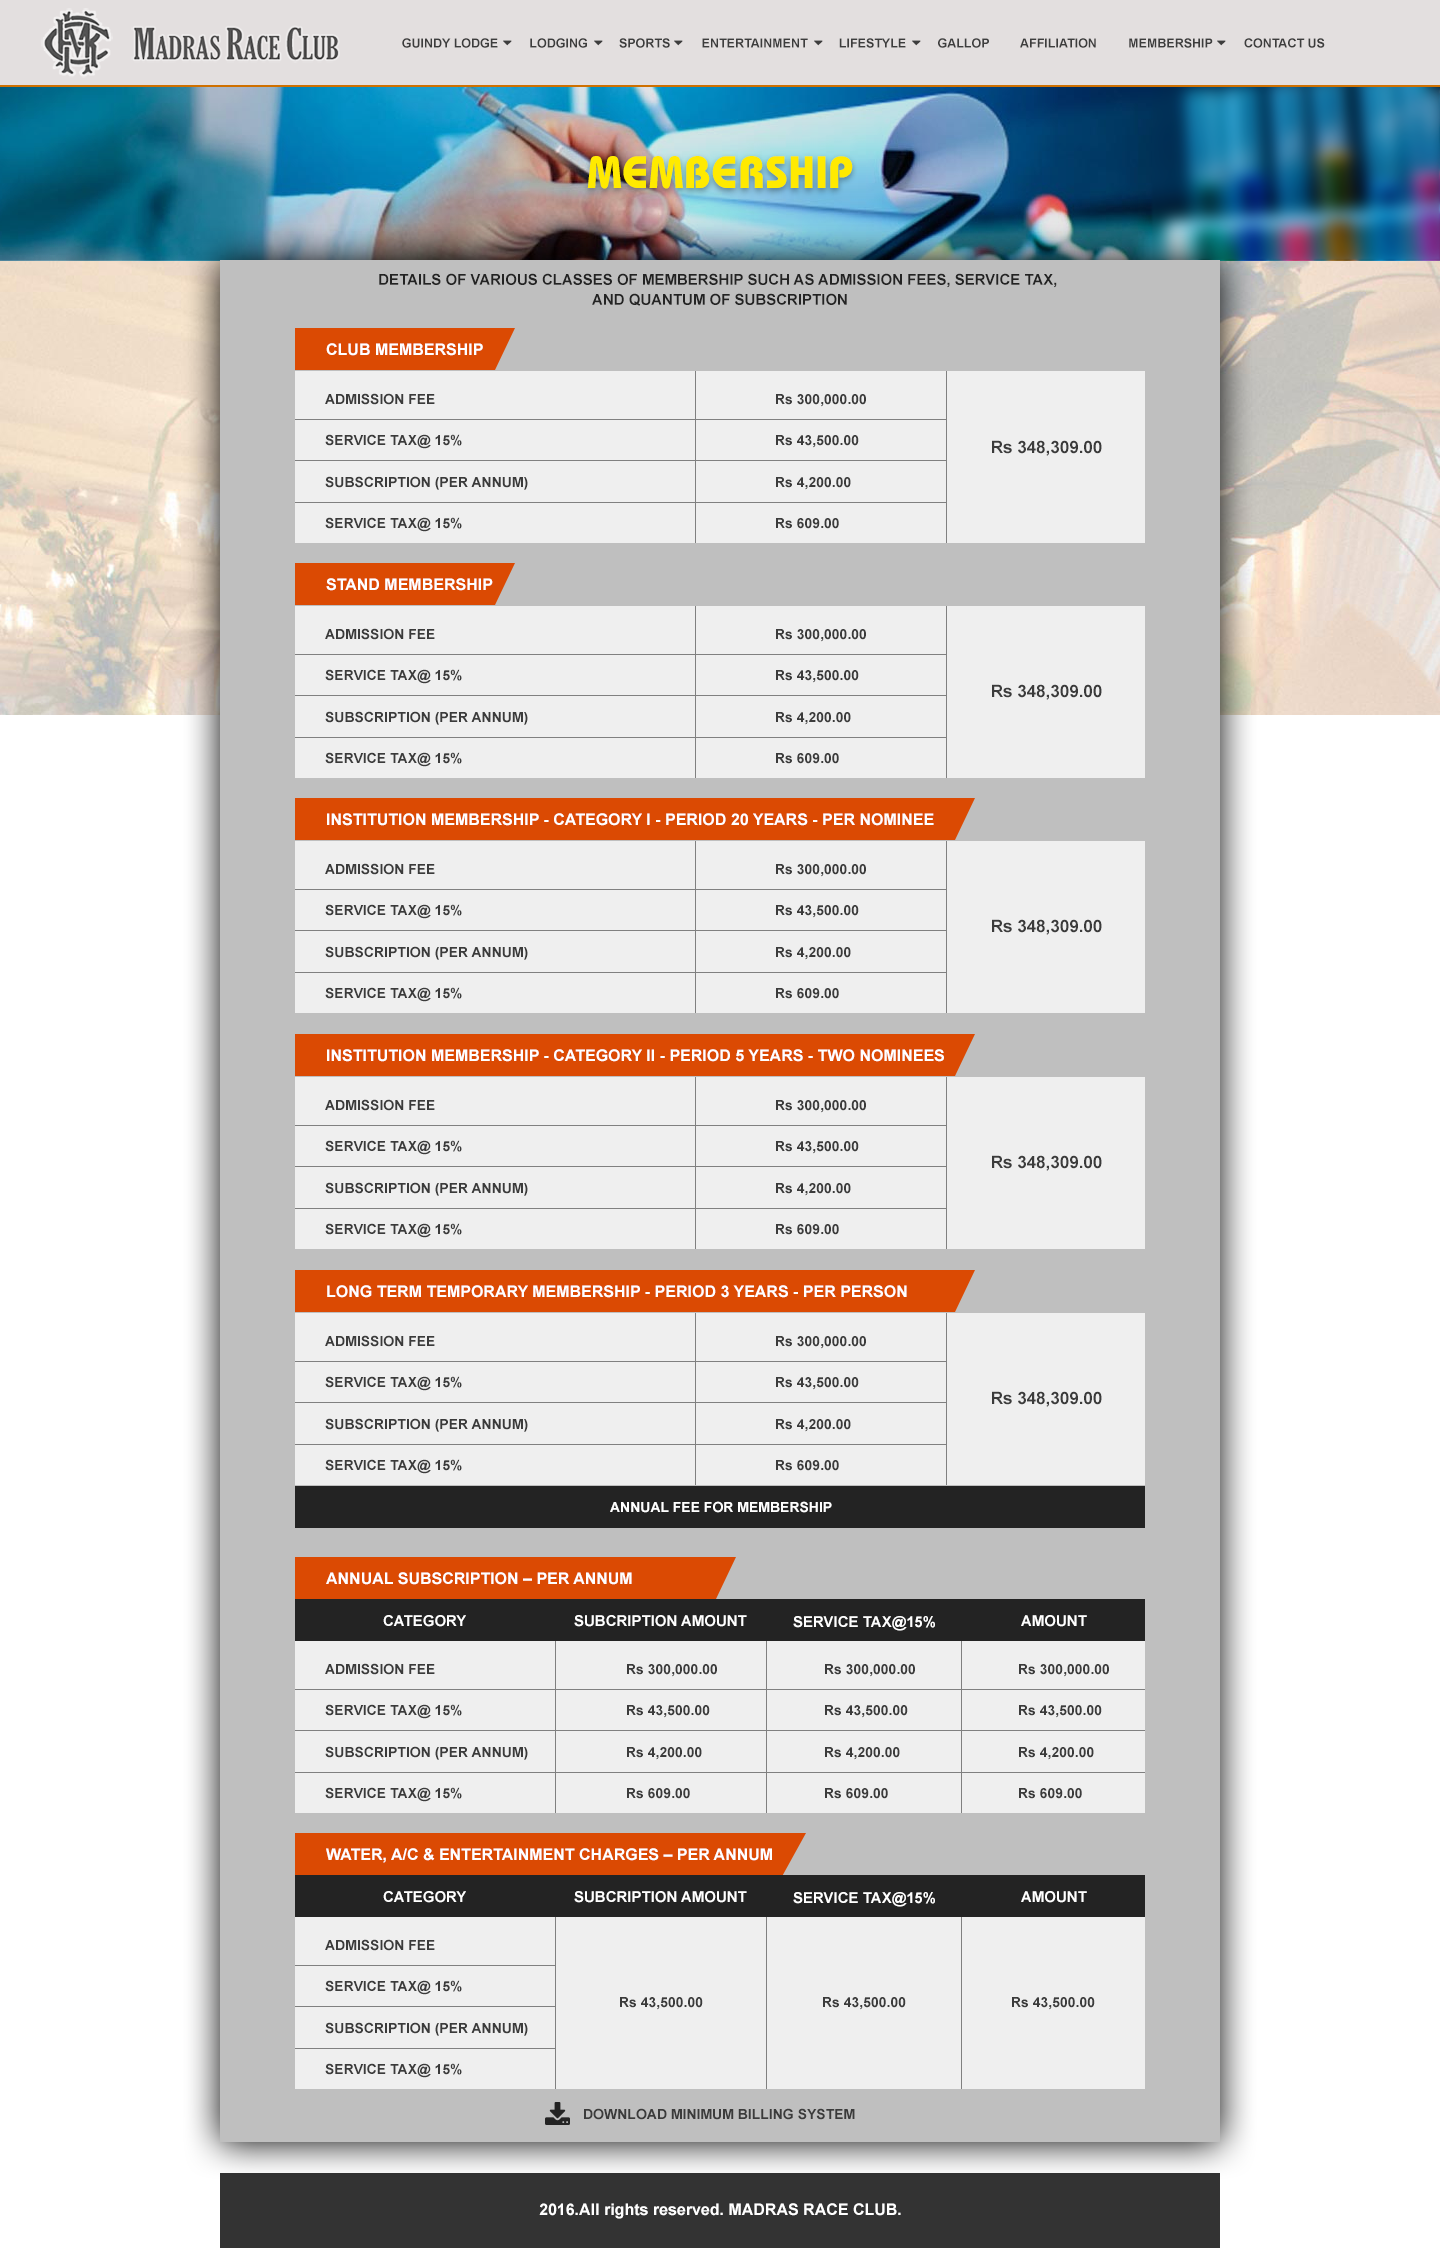 MADRAS RACE CLUB
GUINDY LODGE LODGING SPORTS ENTERTAINMENT LIFESTYLE GALLOP AFFILIATION MEMBERSHIP CONTACT US
MEMBERSHIP
DETAILS OF VARIOUS CLASSES OF MEMBERSHIP SUCH AS ADMISSION FEES, SERVICE TAX,
AND QUANTUM OF SUBSCRIPTION
CLUB MEMBERSHIP
ADMISSION FEE Rs 300,000.00
SERVICE TAX@ 15% Rs 43,500.00
Rs 348,309.00
SUBSCRIPTION (PER ANNUM) Rs 4,200.00
SERVICE TAX@ 15% Rs 609.00
STAND MEMBERSHIP
ADMISSION FEE Rs 300,000.00
SERVICE TAX@ 15% Rs 43,500.00
Rs 348,309.00
SUBSCRIPTION (PER ANNUM) Rs 4,200.00
SERVICE TAX@ 15% Rs 609.00
INSTITUTION MEMBERSHIP - CATEGORY I - PERIOD 20 YEARS - PER NOMINEE
ADMISSION FEE Rs 300,000.00
SERVICE TAX@ 15% Rs 43,500.00
Rs 348,309.00
SUBSCRIPTION (PER ANNUM) Rs 4,200.00
SERVICE TAX@ 15% Rs 609.00
INSTITUTION MEMBERSHIP - CATEGORY II - PERIOD 5 YEARS - TWO NOMINEES
ADMISSION FEE Rs 300,000.00
SERVICE TAX@ 15% Rs 43,500.00
Rs 348,309.00
SUBSCRIPTION (PER ANNUM) Rs 4,200.00
SERVICE TAX@ 15% Rs 609.00
LONG TERM TEMPORARY MEMBERSHIP - PERIOD 3 YEARS - PER PERSON
ADMISSION FEE Rs 300,000.00
SERVICE TAX@ 15% Rs 43,500.00
Rs 348,309.00
SUBSCRIPTION (PER ANNUM) Rs 4,200.00
SERVICE TAX@ 15% Rs 609.00
ANNUAL FEE FOR MEMBERSHIP
ANNUAL SUBSCRIPTION – PER ANNUM
CATEGORY SUBCRIPTION AMOUNT SERVICE TAX@15% AMOUNT
ADMISSION FEE Rs 300,000.00 Rs 300,000.00 Rs 300,000.00
SERVICE TAX@ 15% Rs 43,500.00 Rs 43,500.00 Rs 43,500.00
SUBSCRIPTION (PER ANNUM) Rs 4,200.00 Rs 4,200.00 Rs 4,200.00
SERVICE TAX@ 15% Rs 609.00 Rs 609.00 Rs 609.00
WATER, A/C & ENTERTAINMENT CHARGES – PER ANNUM
CATEGORY SUBCRIPTION AMOUNT SERVICE TAX@15% AMOUNT
ADMISSION FEE
SERVICE TAX@ 15%
Rs 43,500.00 Rs 43,500.00 Rs 43,500.00
SUBSCRIPTION (PER ANNUM)
SERVICE TAX@ 15%
DOWNLOAD MINIMUM BILLING SYSTEM
2016.All rights reserved. MADRAS RACE CLUB.